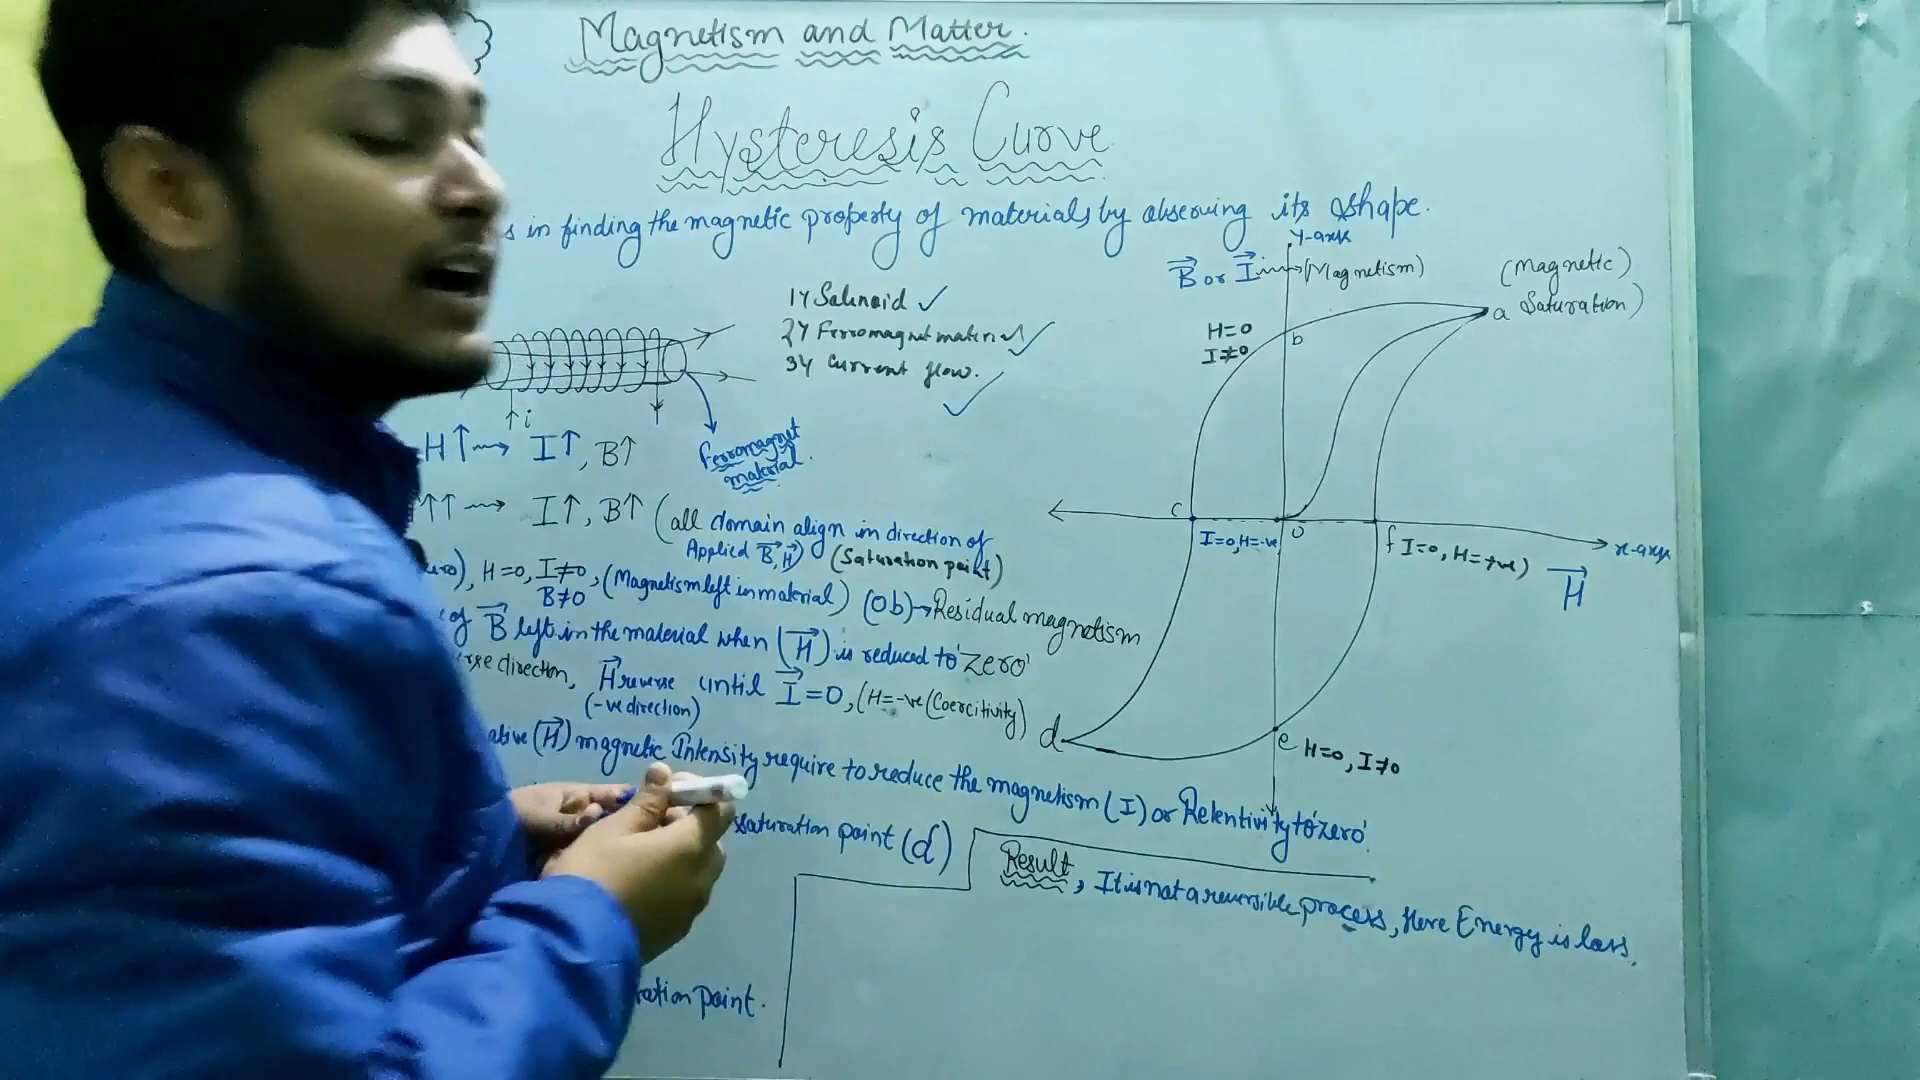 Magnetism and Matter.
Hysteresis Curve
s in finding the magnetic property of materials by observing its shape.
Y-axis
B or I (Magnetism)
(Magnetic)
a Saturation)
1) Solenoid ✓
2) Ferromagnet material ✓
3) Current flow. ✓
H=0
I≠0
b
i
Ferromagnet
material.
H↑ → I↑, B↑
↑↑ → I↑, B↑ (all domain align in direction of
Applied B, H) (Saturation point)
c
I=0, H=-ve
O
f I=0, H=+ve)
x-axis
H
ero), H=0, I≠0, (Magnetism left in material) (Ob) → Residual magnetism
B≠0
of B left in the material when (H) is reduced to 'Zero'
rse direction, H reverse until I=0, (H=-ve (Coercitivity)
(-ve direction)
d
e H=0, I≠0
ative (H) magnetic Intensity require to reduce the magnetism (I) or Retentivity to 'zero'.
saturation point (d)
Result, It is not a reversible process, Here Energy is loss.
ration point.